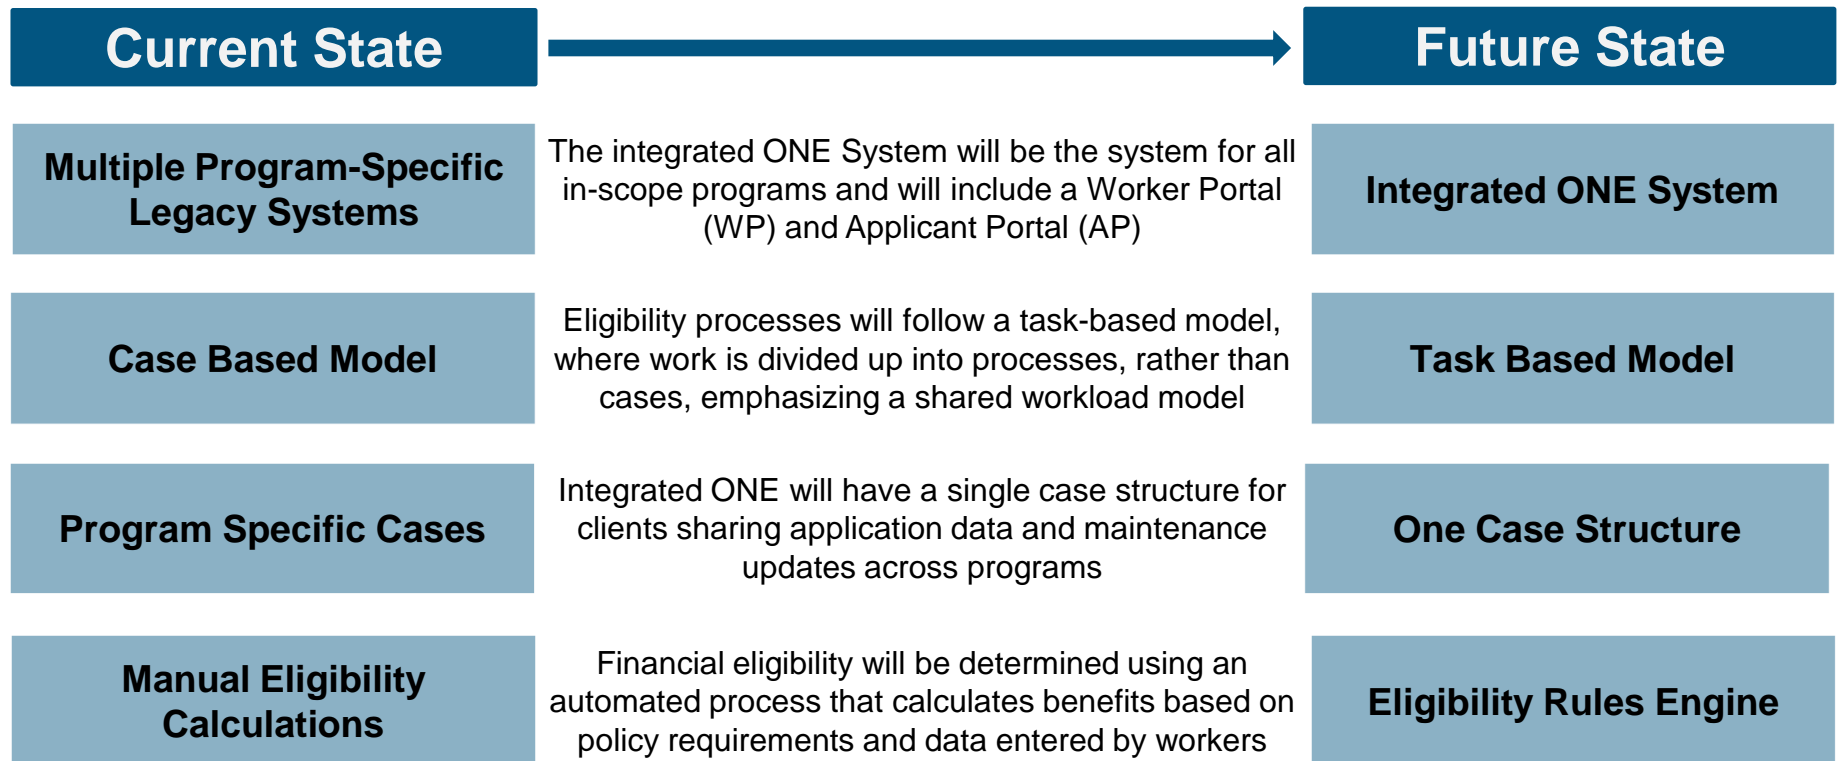 Current State
Future State
Multiple Program-Specific
Legacy Systems
The integrated ONE System will be the system for all
in-scope programs and will include a Worker Portal
(WP) and Applicant Portal (AP)
Integrated ONE System
Case Based Model
Eligibility processes will follow a task-based model,
where work is divided up into processes, rather than
cases, emphasizing a shared workload model
Task Based Model
Program Specific Cases
Integrated ONE will have a single case structure for
clients sharing application data and maintenance
updates across programs
One Case Structure
Manual Eligibility
Calculations
Financial eligibility will be determined using an
automated process that calculates benefits based on
policy requirements and data entered by workers
Eligibility Rules Engine